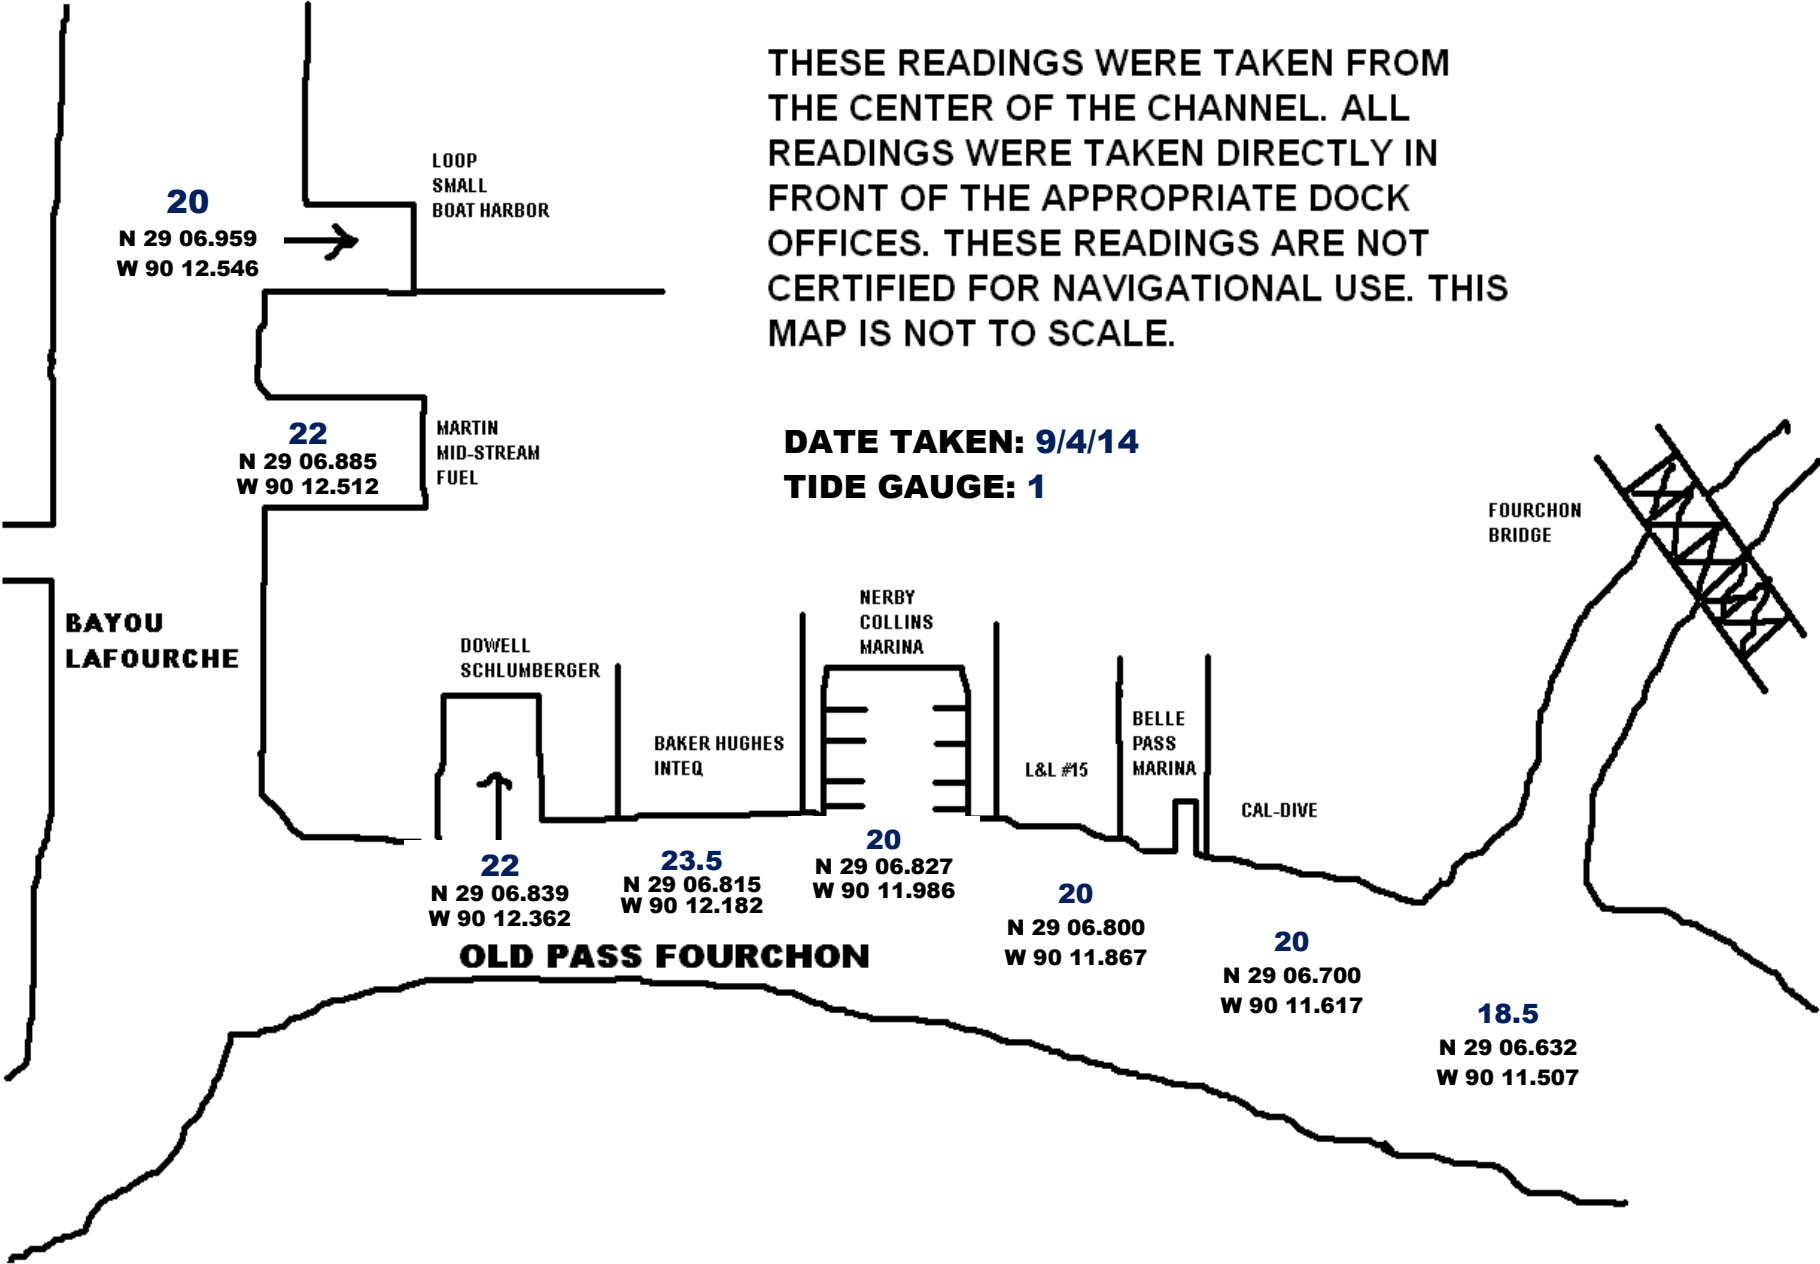 THESE READINGS WERE TAKEN FROM
THE CENTER OF THE CHANNEL. ALL
READINGS WERE TAKEN DIRECTLY IN
FRONT OF THE APPROPRIATE DOCK
OFFICES. THESE READINGS ARE NOT
CERTIFIED FOR NAVIGATIONAL USE. THIS
MAP IS NOT TO SCALE.
LOOP
SMALL
BOAT HARBOR
20
N 29 06.959
W 90 12.546
22
N 29 06.885
W 90 12.512
MARTIN
MID-STREAM
FUEL
DATE TAKEN: 9/4/14
TIDE GAUGE: 1
FOURCHON
BRIDGE
BAYOU
LAFOURCHE
DOWELL
SCHLUMBERGER
BAKER HUGHES
INTEQ
NERBY
COLLINS
MARINA
L&L #15
BELLE
PASS
MARINA
CAL-DIVE
22
N 29 06.839
W 90 12.362
23.5
N 29 06.815
W 90 12.182
20
N 29 06.827
W 90 11.986
20
N 29 06.800
W 90 11.867
20
N 29 06.700
W 90 11.617
18.5
N 29 06.632
W 90 11.507
OLD PASS FOURCHON